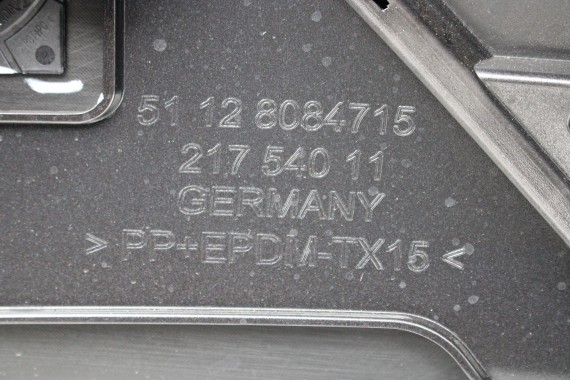 51 12 8084715
217 540 11
GERMANY
> PP+EPDM-TX15 <